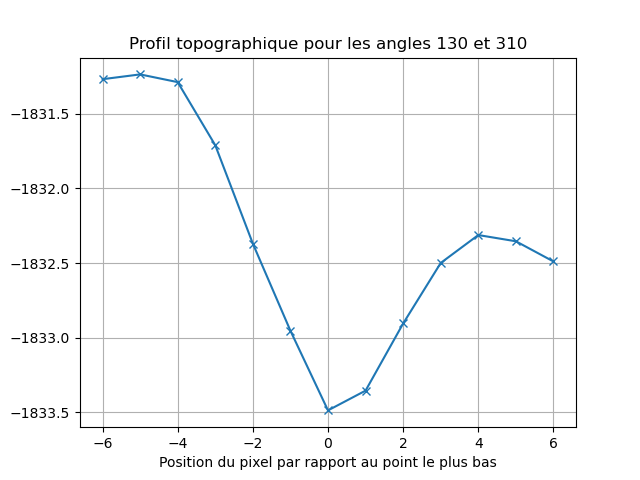 Profil topographique pour les angles 130 et 310
−1831.5
−1832.0
−1832.5
−1833.0
−1833.5
−6 −4 −2 0 2 4 6
Position du pixel par rapport au point le plus bas